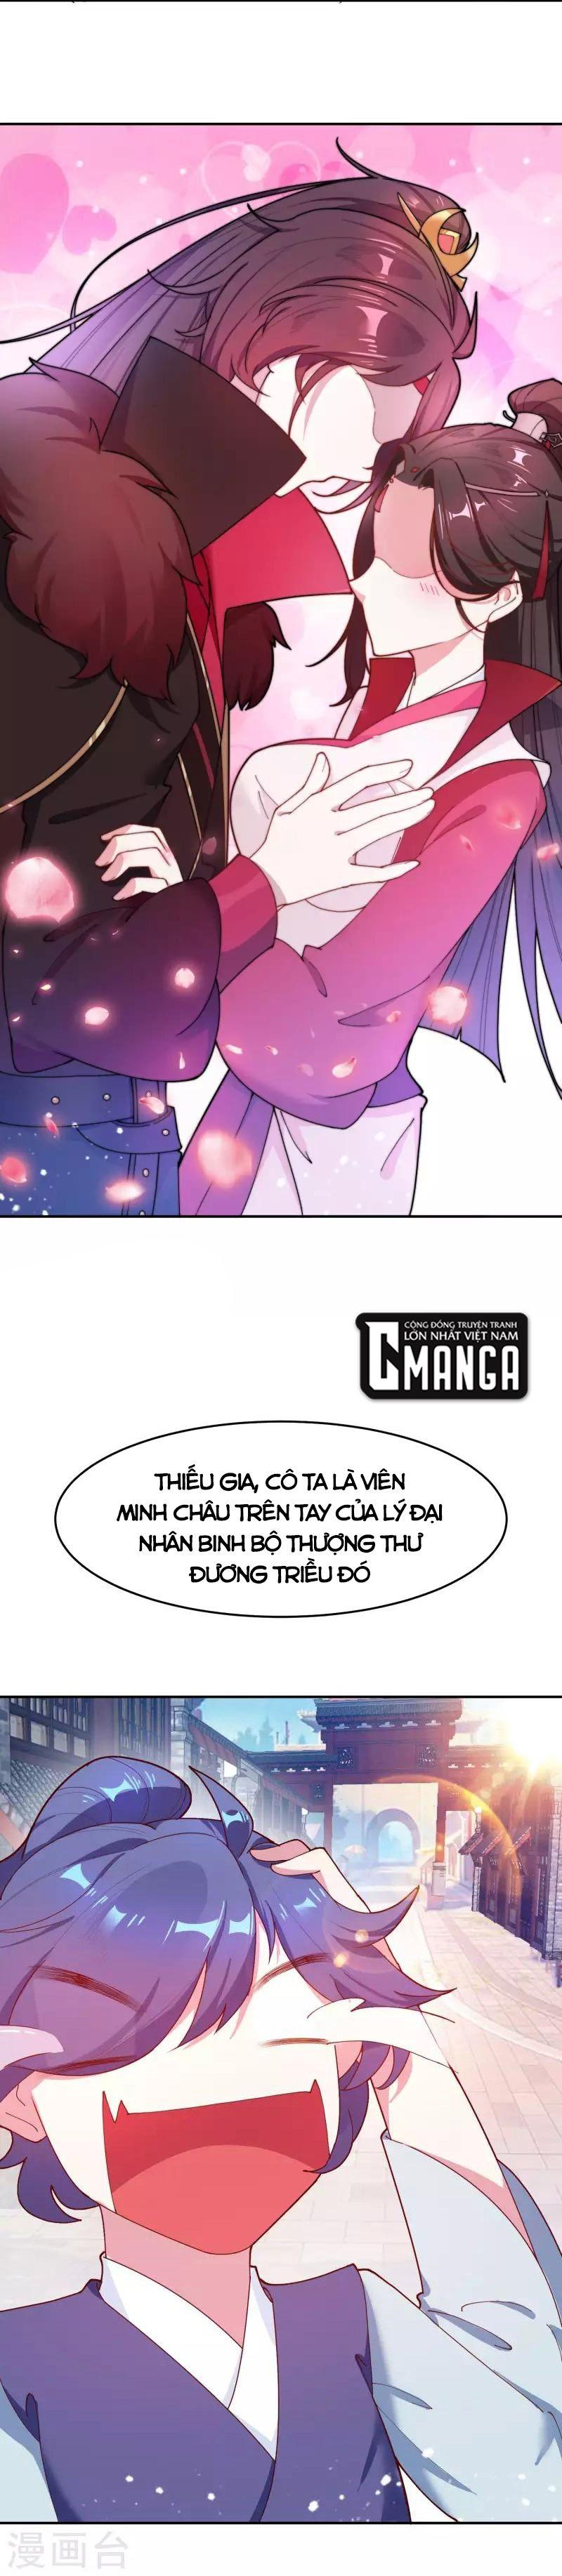 CỘNG ĐỒNG TRUYỆN TRANH
LỚN NHẤT VIỆT NAM
CMANGA
THIẾU GIA, CÔ TA LÀ VIÊN
MINH CHÂU TRÊN TAY CỦA LÝ ĐẠI
NHÂN BINH BỘ THƯỢNG THƯ
ĐƯƠNG TRIỀU ĐÓ
漫画台